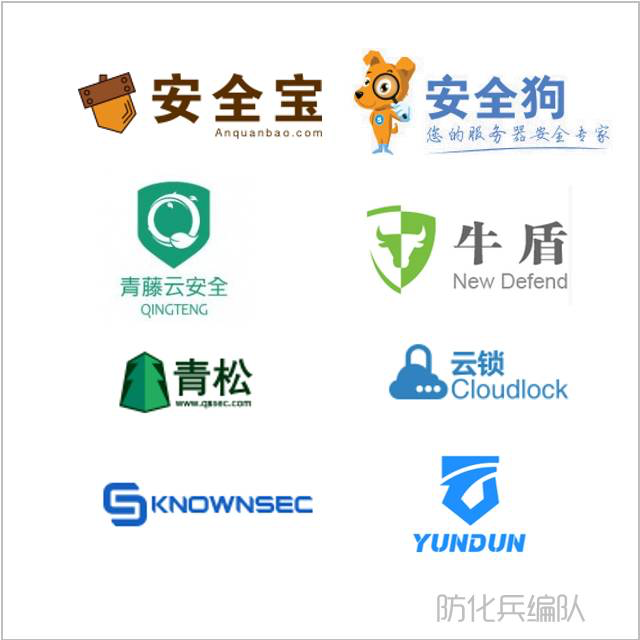 安全宝
Anquanbao.com
安全狗
您的服务器安全专家
青藤云安全
QINGTENG
牛盾
New Defend
青松
www.qssec.com
云锁
Cloudlock
KNOWNSEC
YUNDUN
防化兵编队